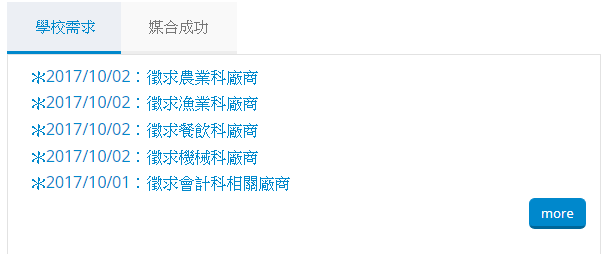 學校需求
媒合成功
※2017/10/02：徵求農業科廠商
※2017/10/02：徵求漁業科廠商
※2017/10/02：徵求餐飲科廠商
※2017/10/02：徵求機械科廠商
※2017/10/01：徵求會計科相關廠商
more